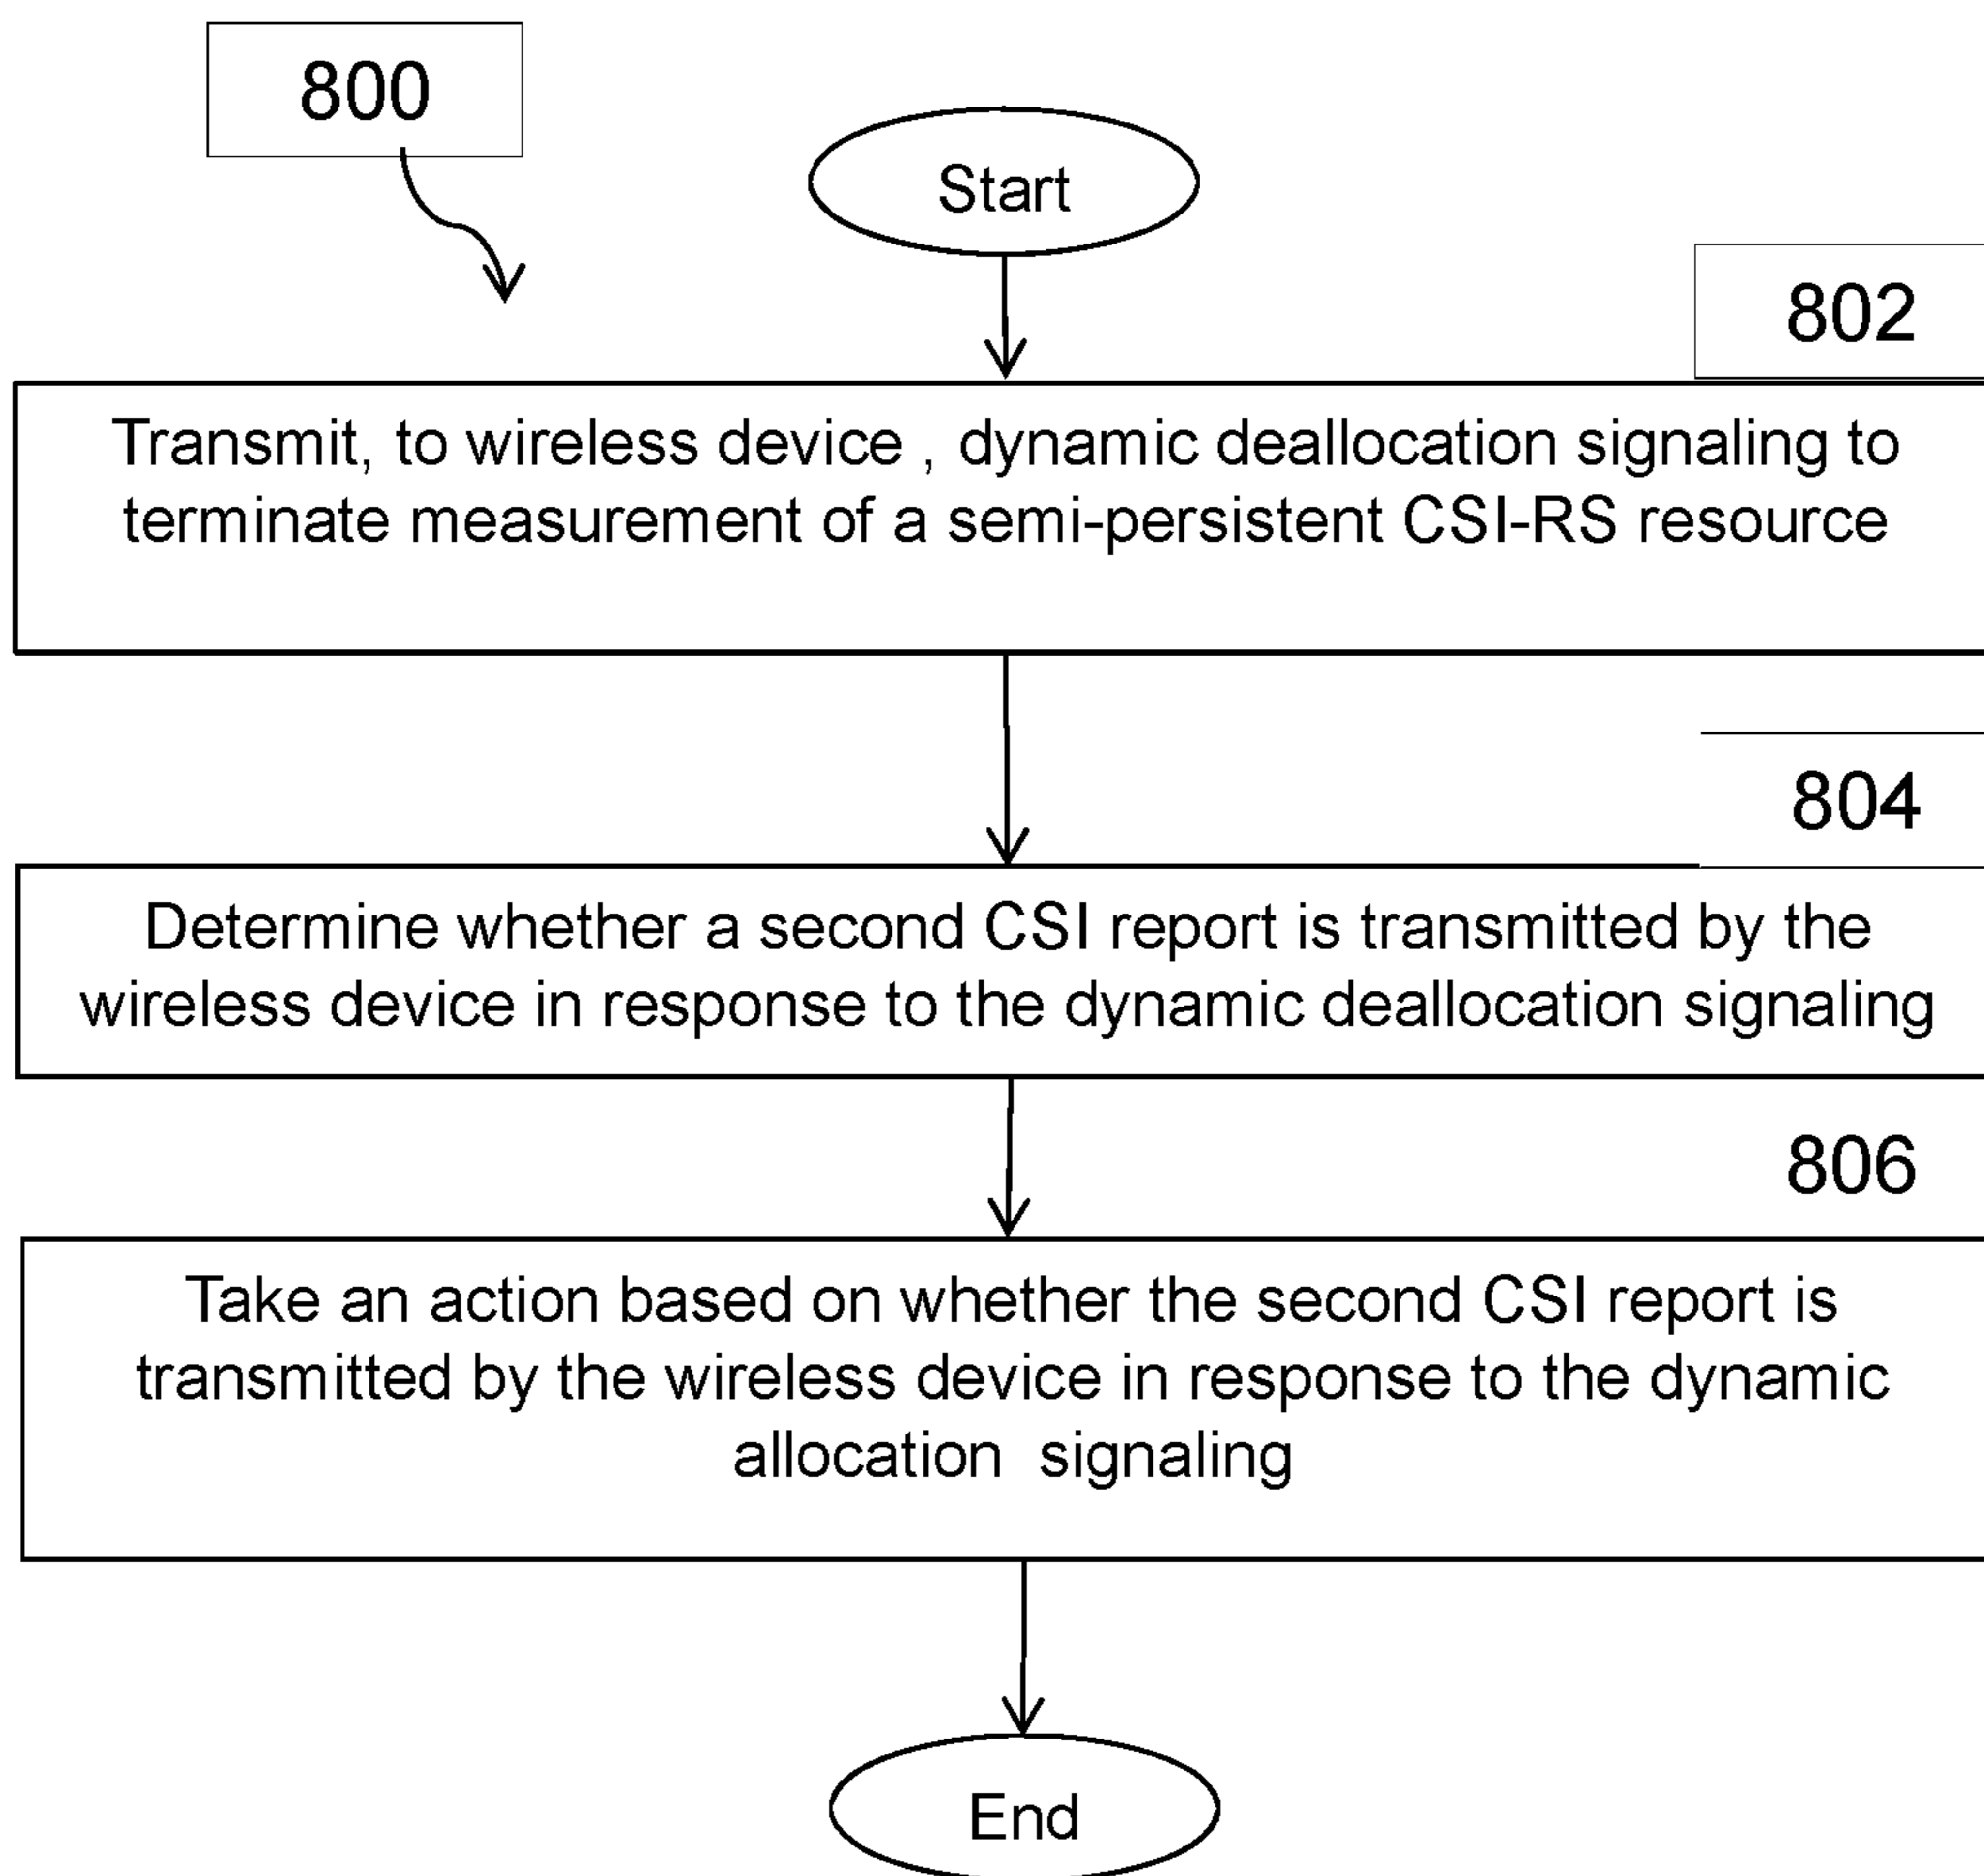 800
Start
802
Transmit, to wireless device , dynamic deallocation signaling to
terminate measurement of a semi-persistent CSI-RS resource
804
Determine whether a second CSI report is transmitted by the
wireless device in response to the dynamic deallocation signaling
806
Take an action based on whether the second CSI report is
transmitted by the wireless device in response to the dynamic
allocation signaling
End